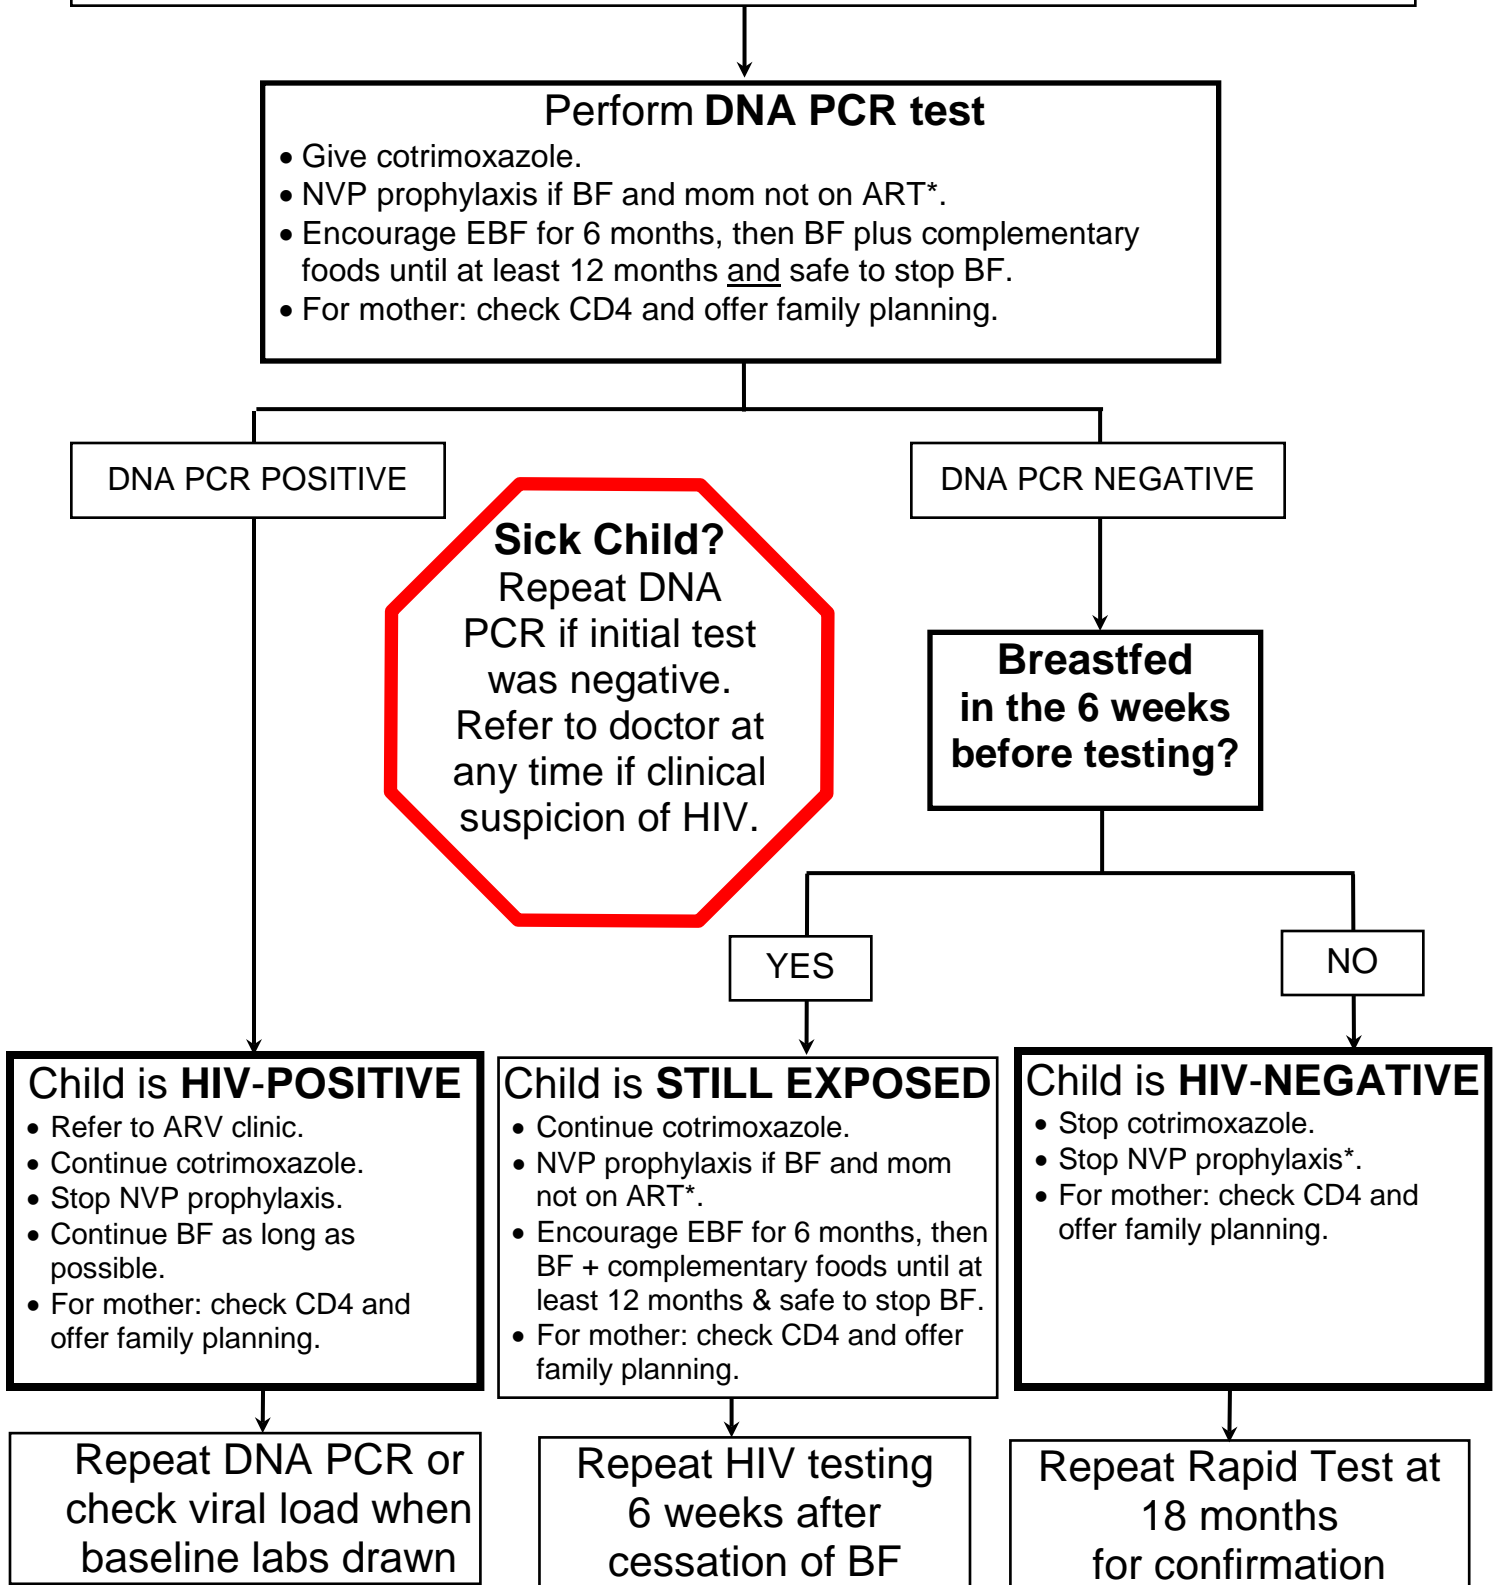 Perform DNA PCR test
• Give cotrimoxazole.
• NVP prophylaxis if BF and mom not on ART*.
• Encourage EBF for 6 months, then BF plus complementary
foods until at least 12 months and safe to stop BF.
• For mother: check CD4 and offer family planning.
DNA PCR POSITIVE
DNA PCR NEGATIVE
Sick Child?
Repeat DNA
PCR if initial test
was negative.
Refer to doctor at
any time if clinical
suspicion of HIV.
Breastfed
in the 6 weeks
before testing?
YES
NO
Child is HIV-POSITIVE
• Refer to ARV clinic.
• Continue cotrimoxazole.
• Stop NVP prophylaxis.
• Continue BF as long as
possible.
• For mother: check CD4 and
offer family planning.
Child is STILL EXPOSED
• Continue cotrimoxazole.
• NVP prophylaxis if BF and mom
not on ART*.
• Encourage EBF for 6 months, then
BF + complementary foods until at
least 12 months & safe to stop BF.
• For mother: check CD4 and offer
family planning.
Child is HIV-NEGATIVE
• Stop cotrimoxazole.
• Stop NVP prophylaxis*.
• For mother: check CD4 and
offer family planning.
Repeat DNA PCR or
check viral load when
baseline labs drawn
Repeat HIV testing
6 weeks after
cessation of BF
Repeat Rapid Test at
18 months
for confirmation